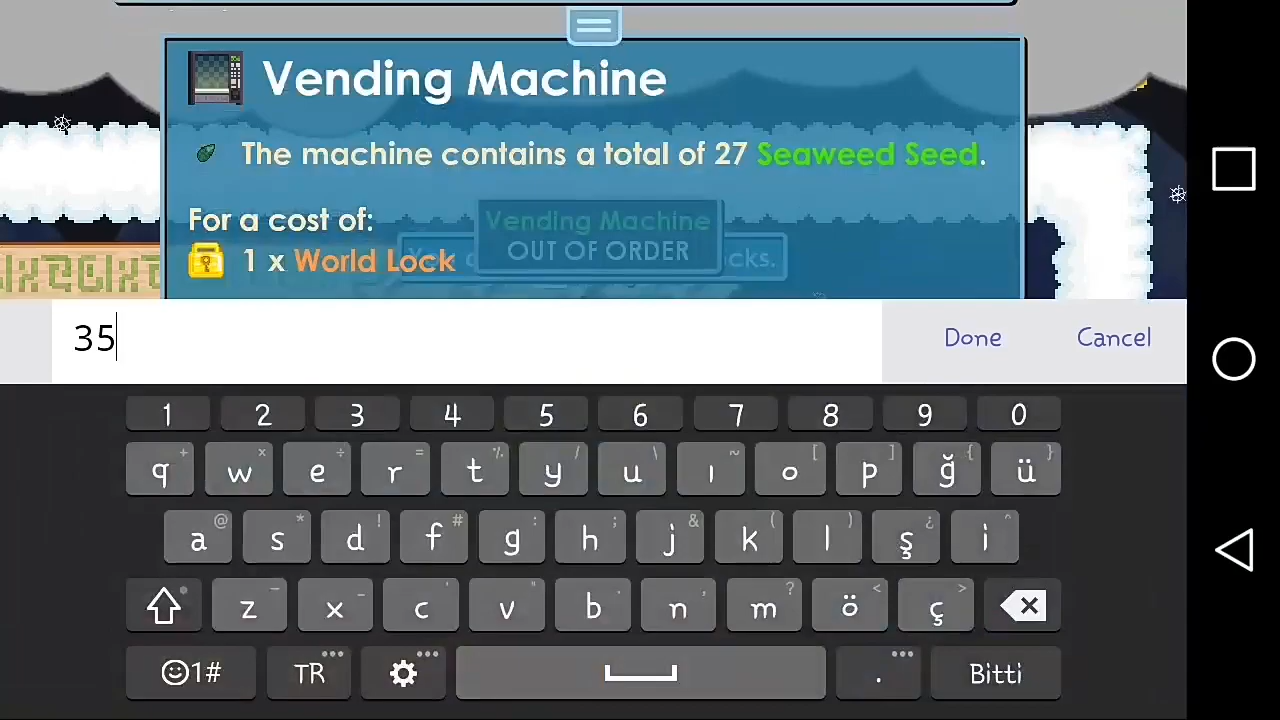 Vending Machine
The machine contains a total of 27 Seaweed Seed.
For a cost of:
Vending Machine
OUT OF ORDER
1 x World Lock
cks.
35
Done
Cancel
1 2 3 4 5 6 7 8 9 0
q + w x e ÷ r = t % y / u \ ı ~ o [ p ] ğ { ü }
a @ s * d ! f # g : h ; j & k ( l ) ş ¿ i ^
z - x _ c ' v " b . n , m ? ö < ç >
1# TR ... ... . ... Bitti